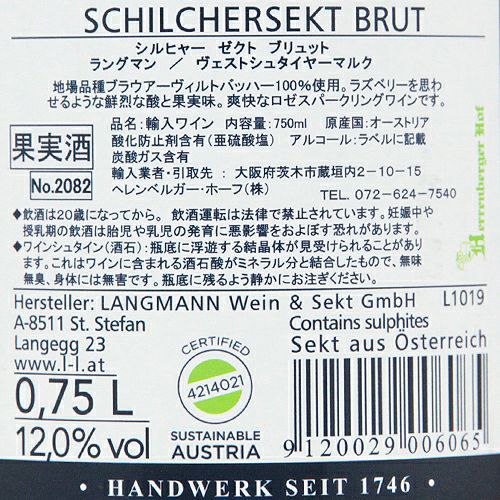 SCHILCHERSEKT BRUT
シルヒャー ゼクト ブリュット
ラングマン / ヴェストシュタイヤーマルク
地場品種ブラウアーヴィルトバッハー100%使用。ラズベリーを思わ
せるような鮮烈な酸と果実味。爽快なロゼスパークリングワインです。
果実酒
No.2082
品名:輸入ワイン 内容量:750ml 原産国:オーストリア
酸化防止剤含有(亜硫酸塩) アルコール:ラベルに記載
炭酸ガス含有
輸入業者・引取先 : 大阪府茨木市蔵垣内2-10-15
ヘレンベルガー・ホーフ(株) TEL. 072-624-7540
Herrenberger Hof
◆飲酒は20歳になってから。飲酒運転は法律で禁止されています。妊娠中や
授乳期の飲酒は胎児や乳児の発育に悪影響をおよぼす恐れがあります。
◆ワインシュタイン(酒石):瓶底に浮遊する結晶体が見受けられることがあり
ます。これはワインに含まれる酒石酸がミネラル分と結合したもので、無味
無臭、身体には無害です。瓶底に残るよう静かにお注ぎください。
Hersteller: LANGMANN Wein & Sekt GmbH L1019
A-8511 St. Stefan
Langegg 23
www.l-l.at
Contains sulphites
Sekt aus Österreich
0,75 L
12,0% vol
CERTIFIED
4214021
SUSTAINABLE
AUSTRIA
9 120029 006065
• HANDWERK SEIT 1746 •